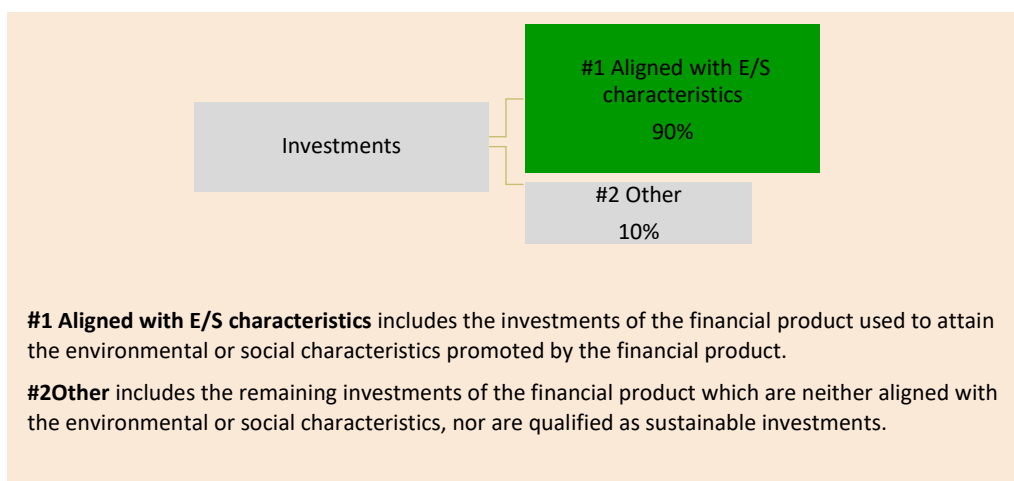 #1 Aligned with E/S
characteristics
90%
Investments
#2 Other
10%
#1 Aligned with E/S characteristics includes the investments of the financial product used to attain
the environmental or social characteristics promoted by the financial product.
#2Other includes the remaining investments of the financial product which are neither aligned with
the environmental or social characteristics, nor are qualified as sustainable investments.